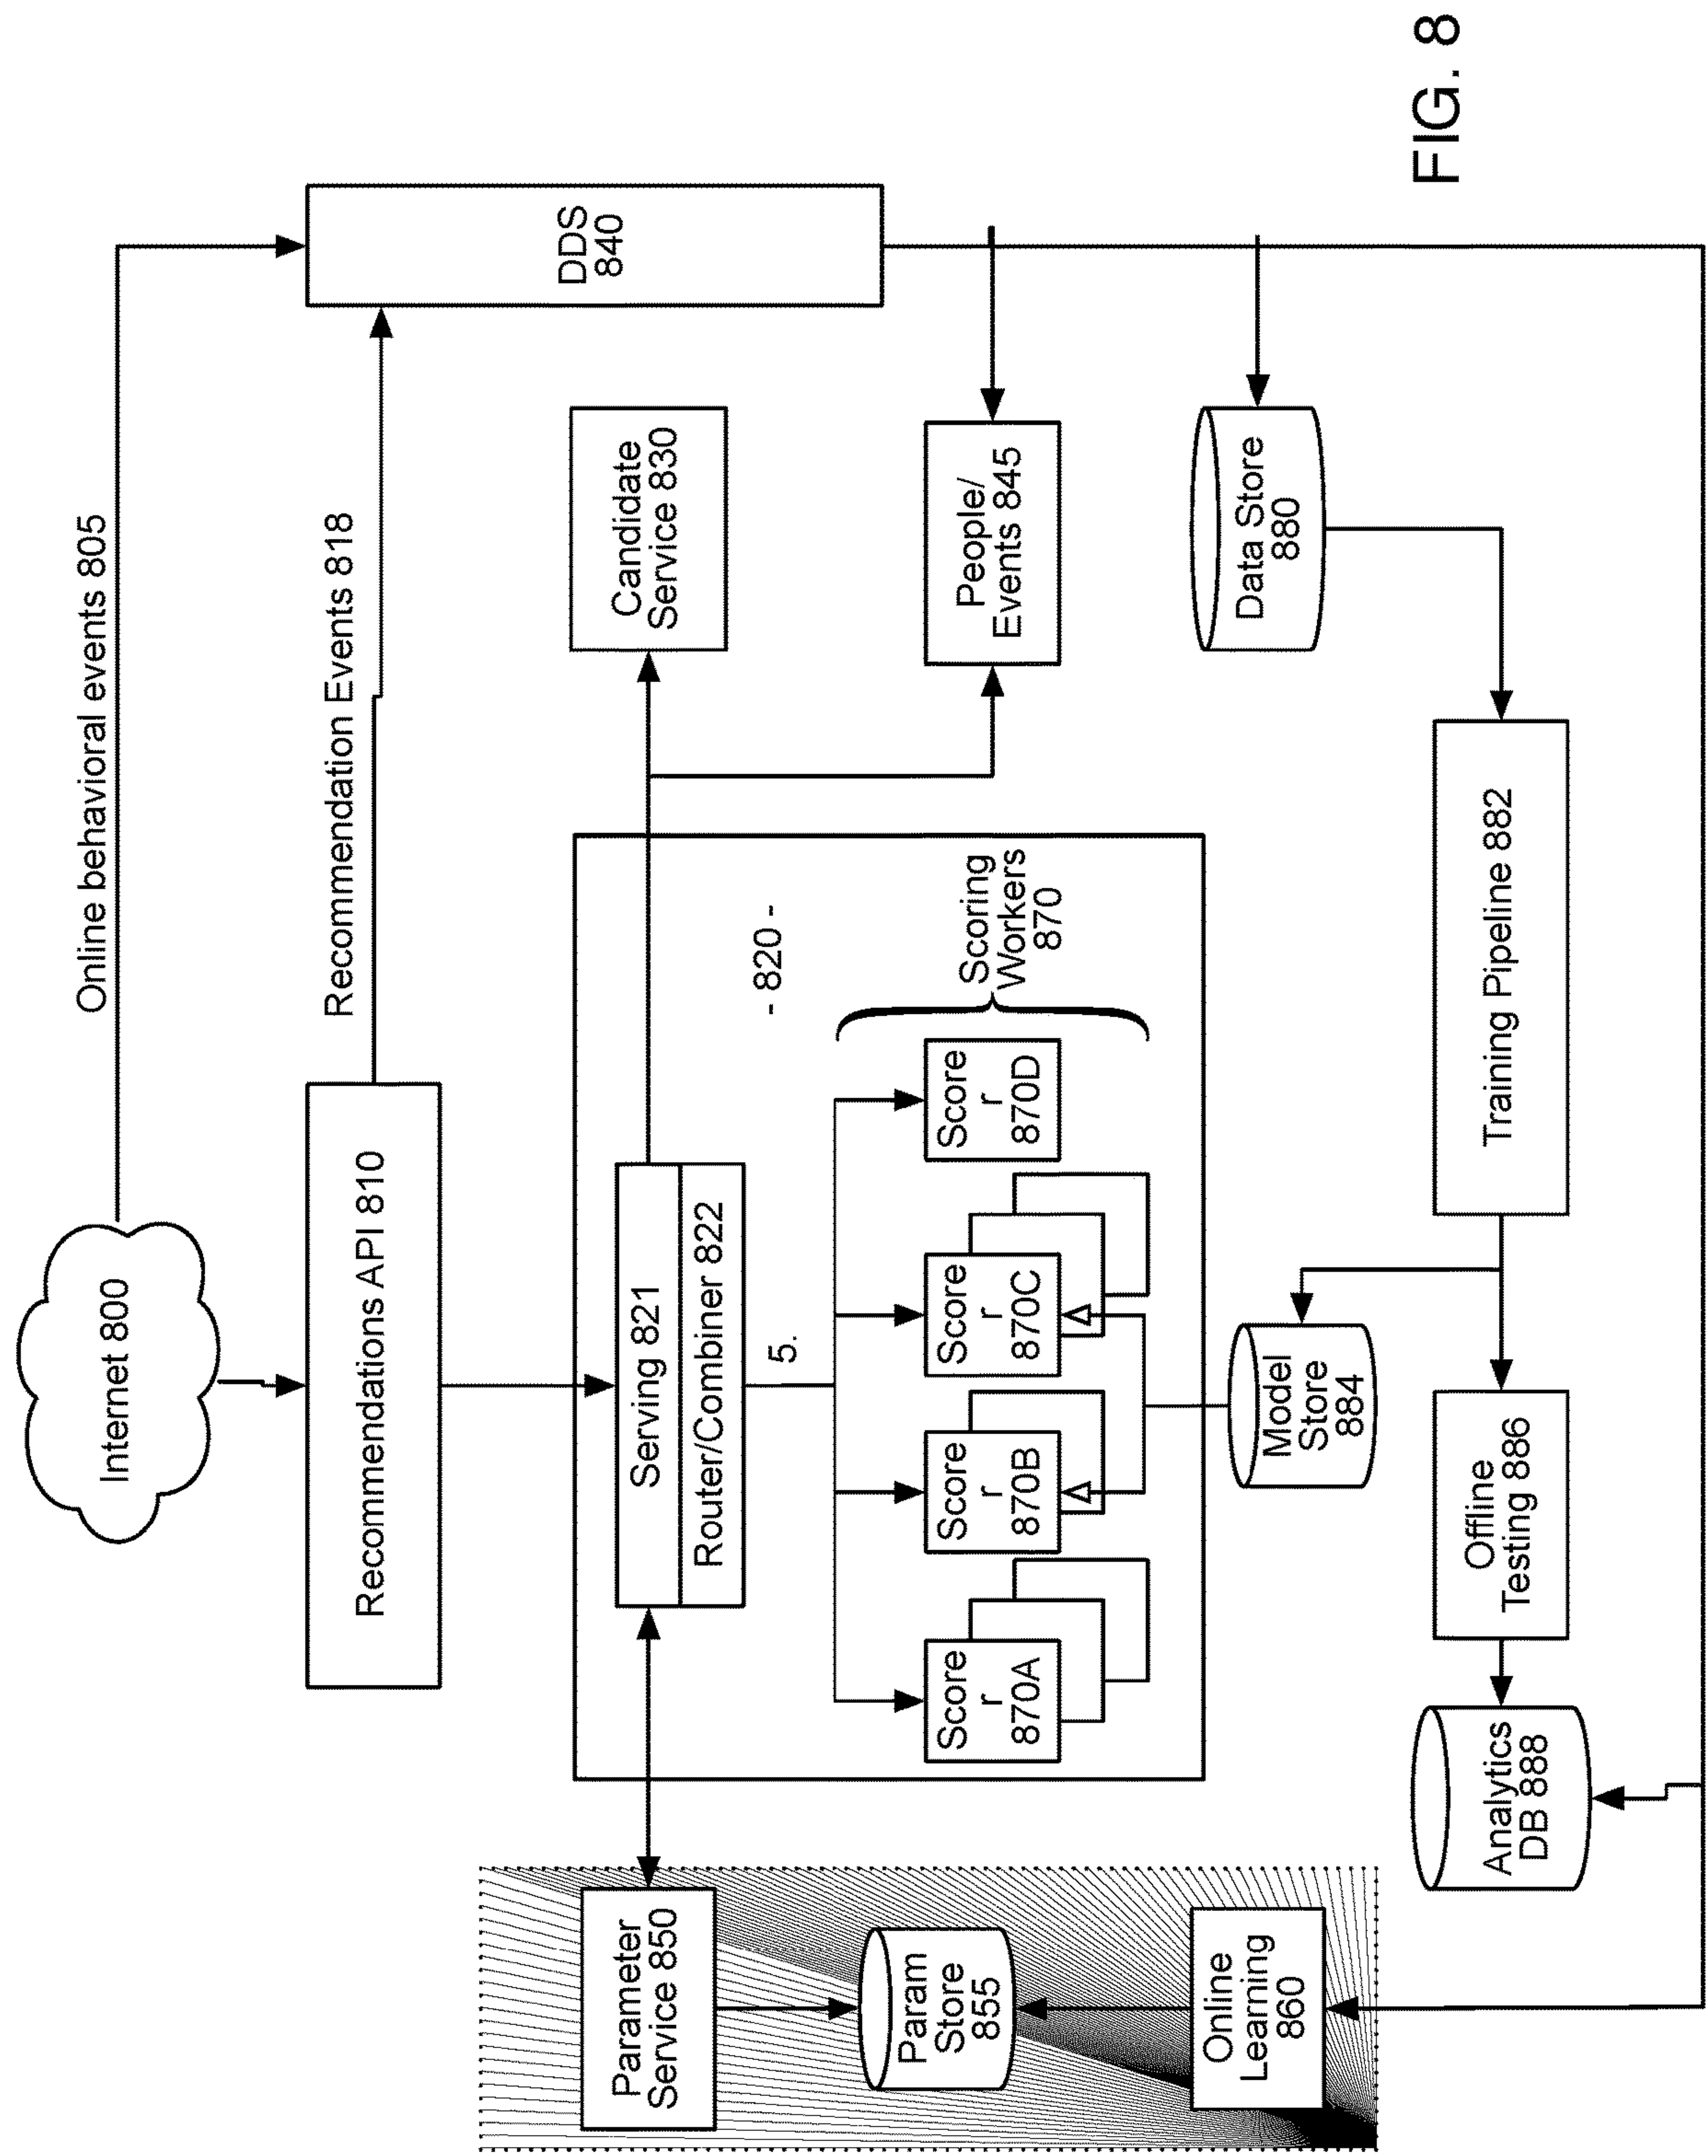 Internet 800
Online behavioral events 805
Recommendations API 810
Recommendation Events 818
DDS
840
Parameter
Service 850
Serving 821
Router/Combiner 822
Candidate
Service 830
- 820 -
5.
Param
Store
855
Score
r
870A
Score
r
870B
Score
r
870C
Score
r
870D
Scoring
Workers
870
People/
Events 845
Online
Learning
860
Model
Store
884
Data Store
880
Analytics
DB 888
Offline
Testing 886
Training Pipeline 882
FIG. 8